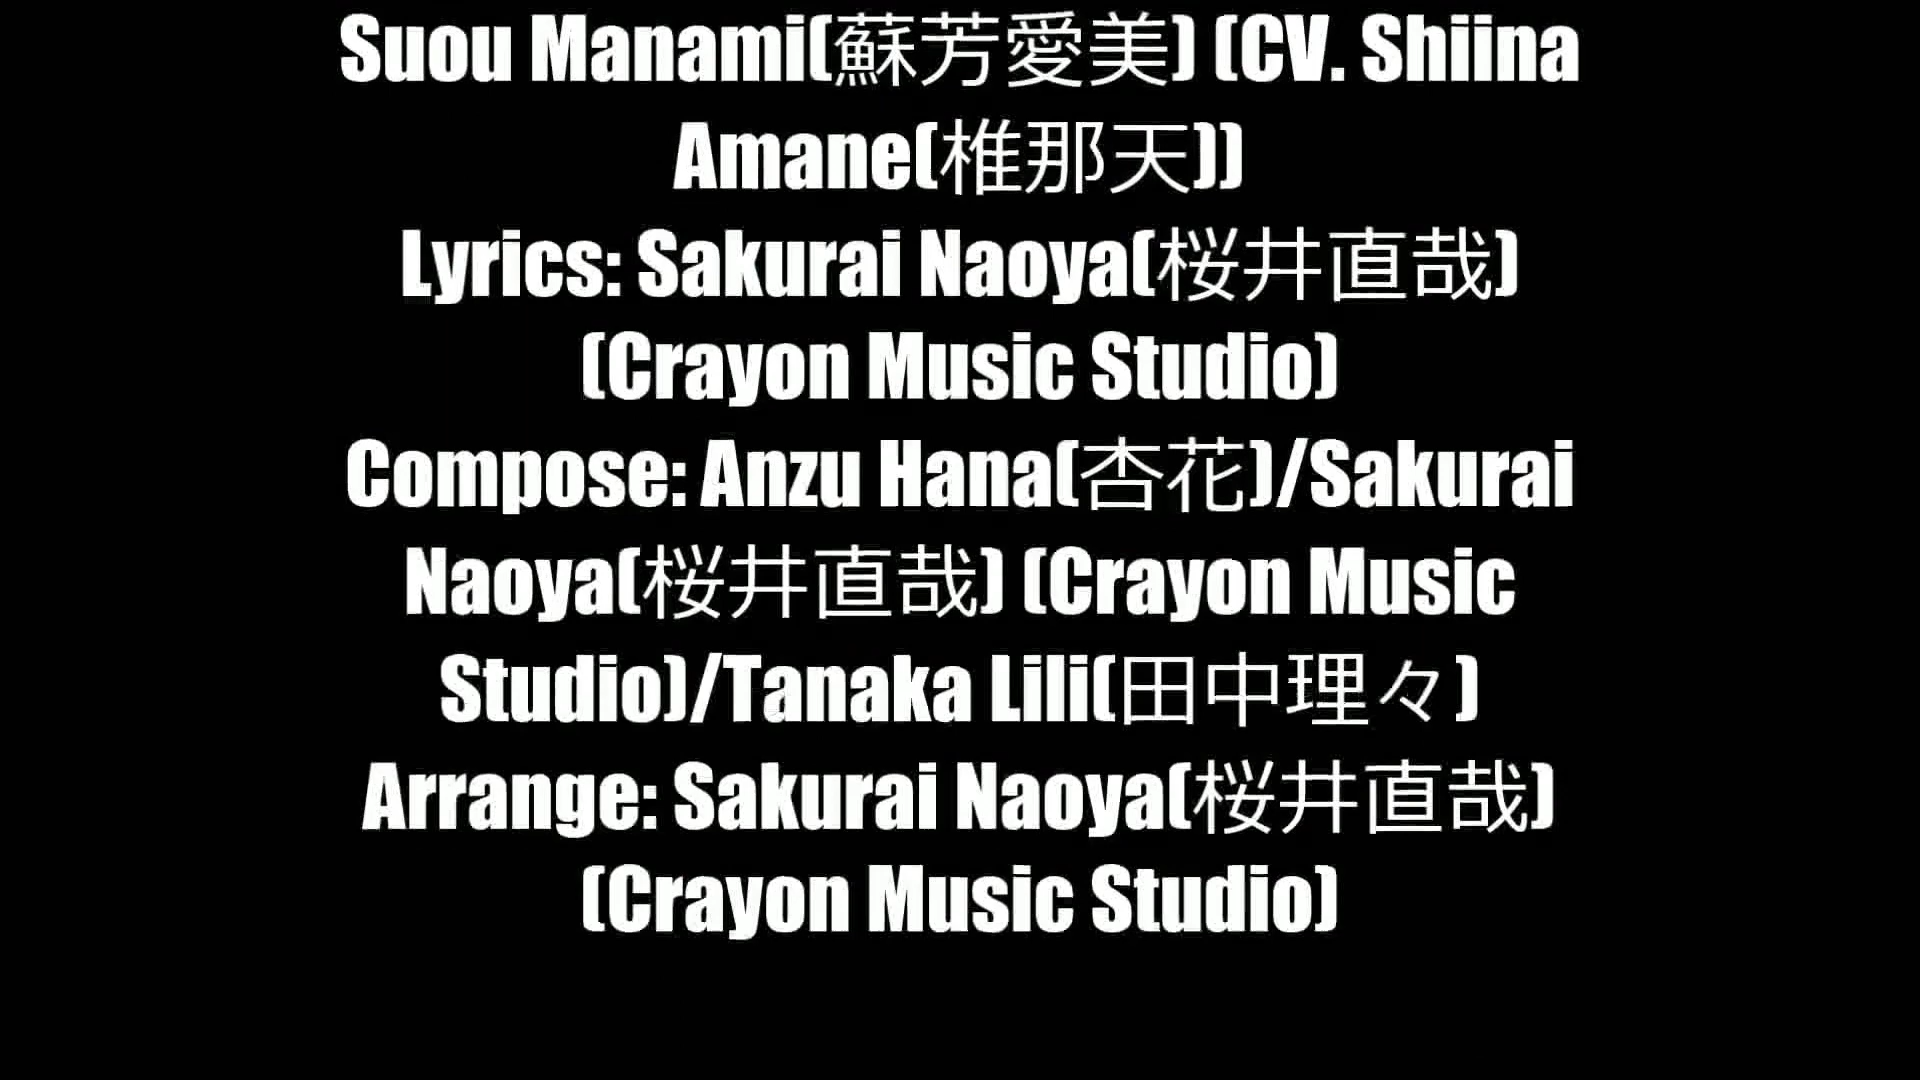 Suou Manami(蘇芳愛美) (CV. Shiina
Amane(椎那天))
Lyrics: Sakurai Naoya(桜井直哉)
(Crayon Music Studio)
Compose: Anzu Hana(杏花)/Sakurai
Naoya(桜井直哉) (Crayon Music
Studio)/Tanaka Lili(田中理々)
Arrange: Sakurai Naoya(桜井直哉)
(Crayon Music Studio)